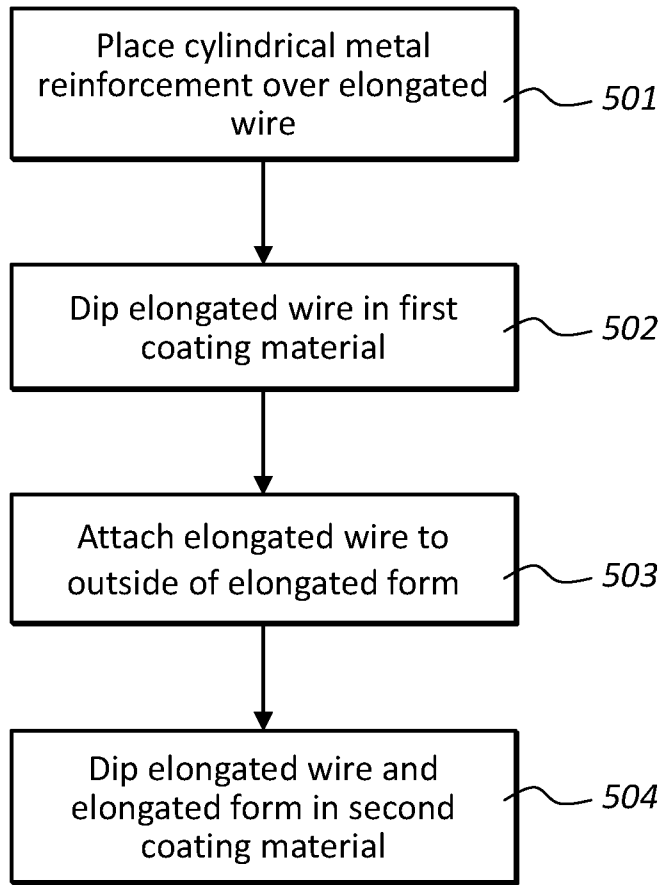 Place cylindrical metal
reinforcement over elongated
wire
501
Dip elongated wire in first
coating material
502
Attach elongated wire to
outside of elongated form
503
Dip elongated wire and
elongated form in second
coating material
504